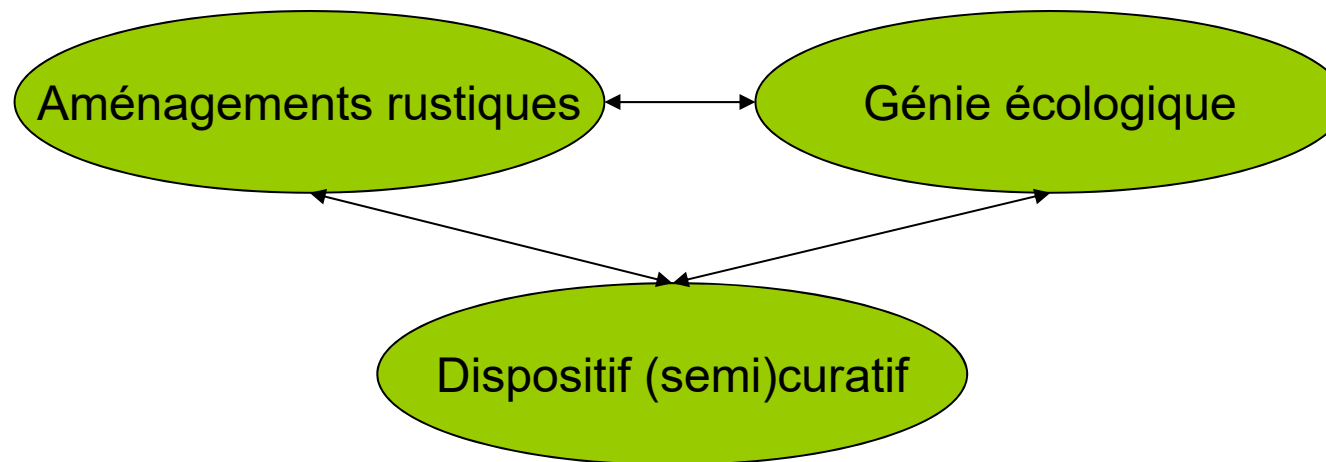 Aménagements rustiques
Génie écologique
Dispositif (semi)curatif